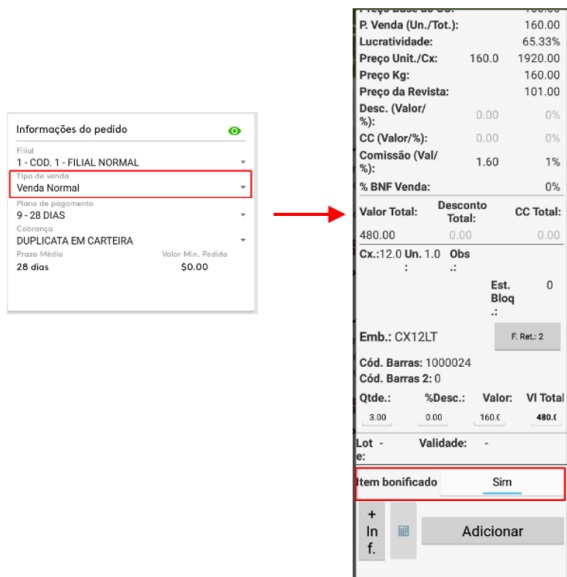 Informações do pedido
Filial
1 - COD. 1 - FILIAL NORMAL
Tipo de venda
Venda Normal
Plano de pagamento
9 - 28 DIAS
Cobrança
DUPLICATA EM CARTEIRA
Prazo Médio Valor Min. Pedido
28 dias $0.00
P. Venda (Un./Tot.): 160.00
Lucratividade: 65.33%
Preço Unit./Cx: 160.0 1920.00
Preço Kg: 160.00
Preço da Revista: 101.00
Desc. (Valor/
%): 0.00 0%
CC (Valor/%): 0.00 0%
Comissão (Val/
%): 1.60 1%
% BNF Venda: 0%
Valor Total: Desconto
Total: CC Total:
480.00 0.00 0.00
Cx.:12.0 Un. 1.0 Obs
: .:
Est.
Bloq
.: 0
Emb.: CX12LT F. Ret.: 2
Cód. Barras: 1000024
Cód. Barras 2: 0
Qtde.: %Desc.: Valor: Vl Total
3.00 0.00 160.( 480.(
Lot - Validade: -
e:
Item bonificado Sim
+
In
f.
Adicionar